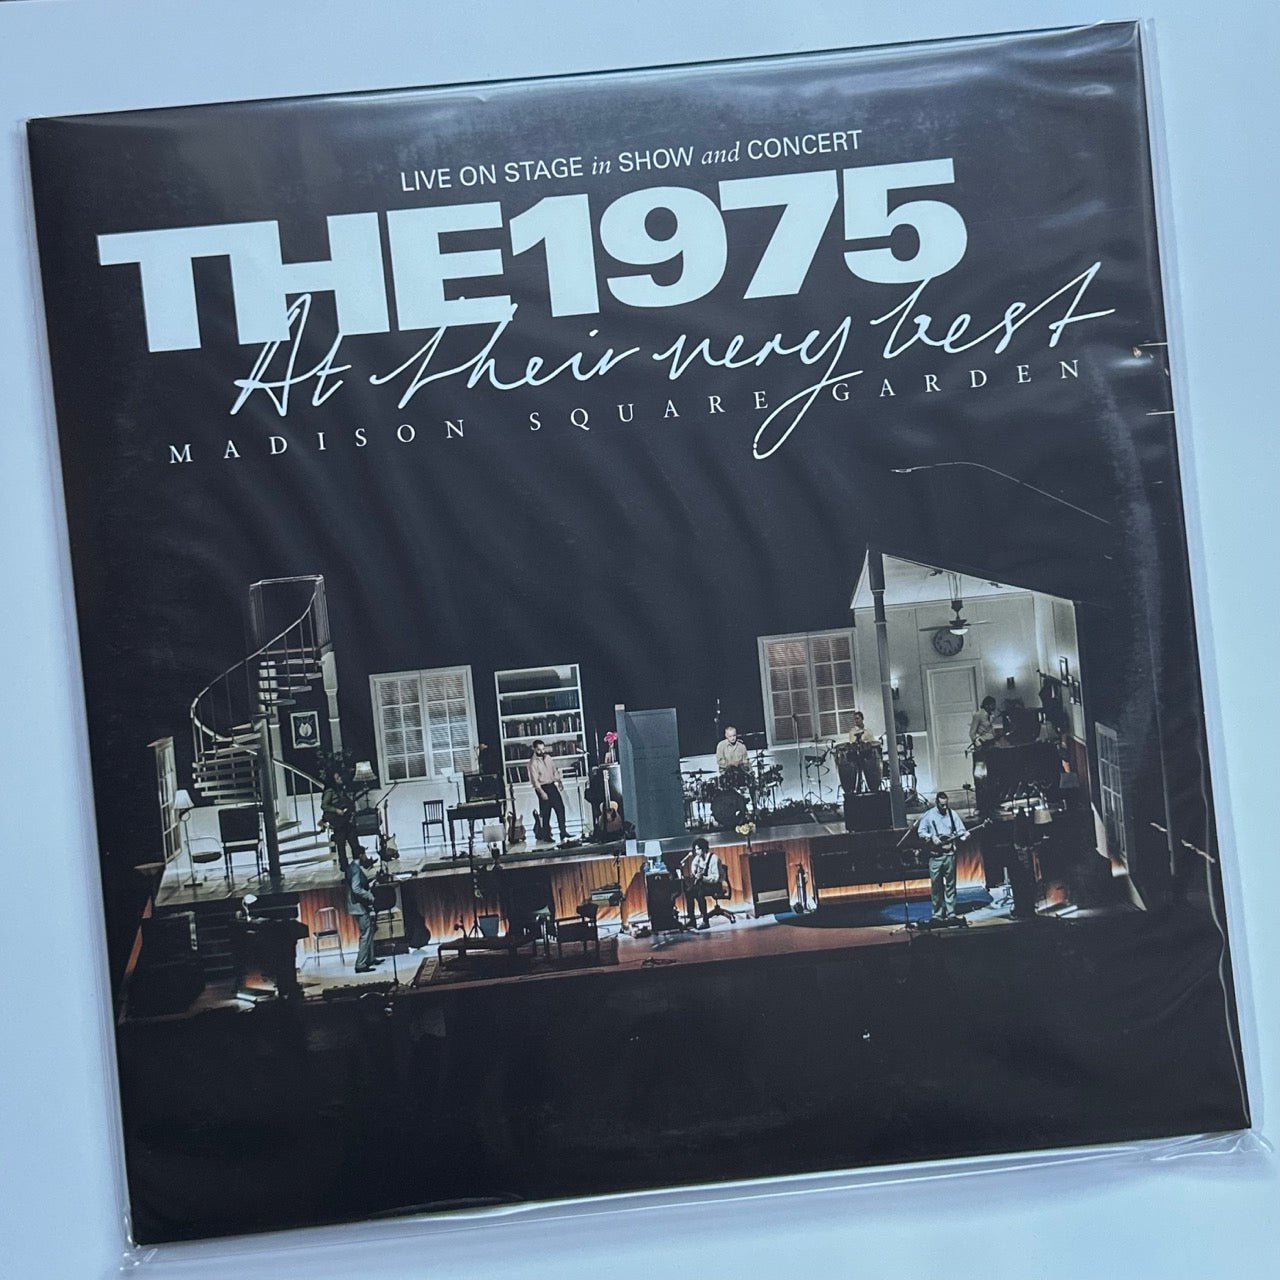 LIVE ON STAGE in SHOW and CONCERT
THE1975
At their very best
MADISON SQUARE GARDEN